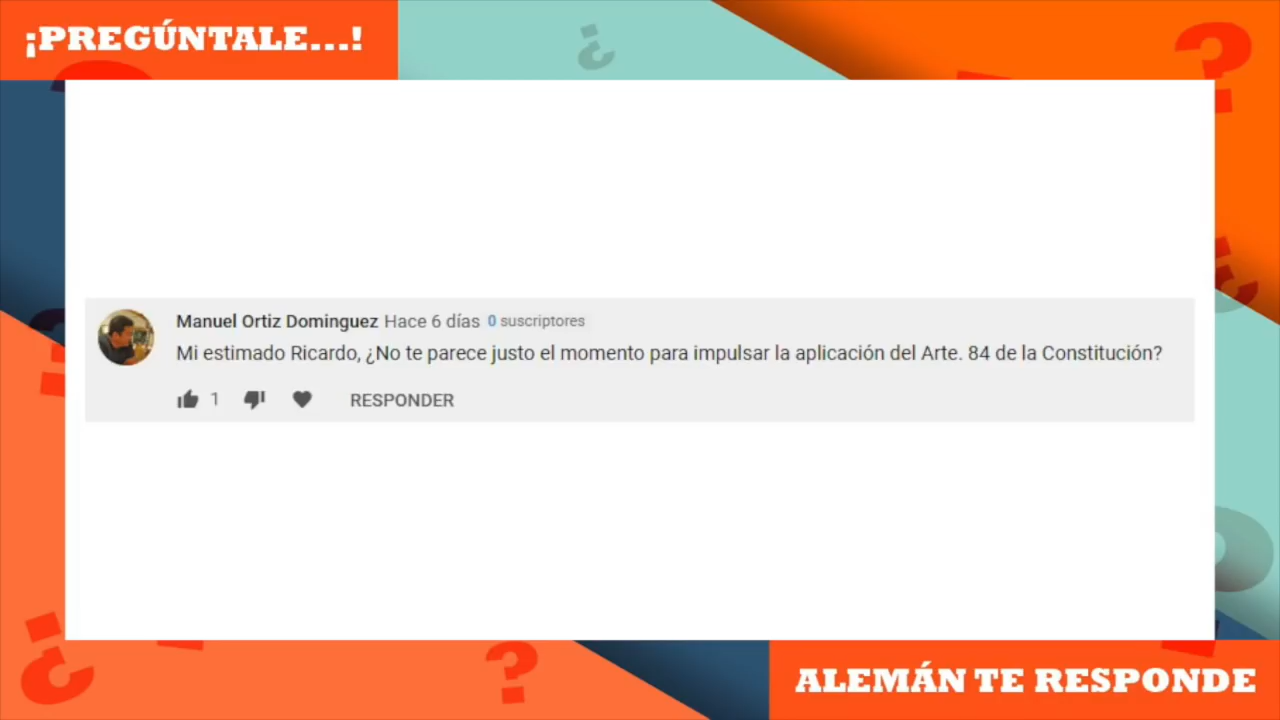 ¡PREGÚNTALE...!
Manuel Ortiz Dominguez Hace 6 días 0 suscriptores
Mi estimado Ricardo, ¿No te parece justo el momento para impulsar la aplicación del Arte. 84 de la Constitución?
1 RESPONDER
ALEMÁN TE RESPONDE